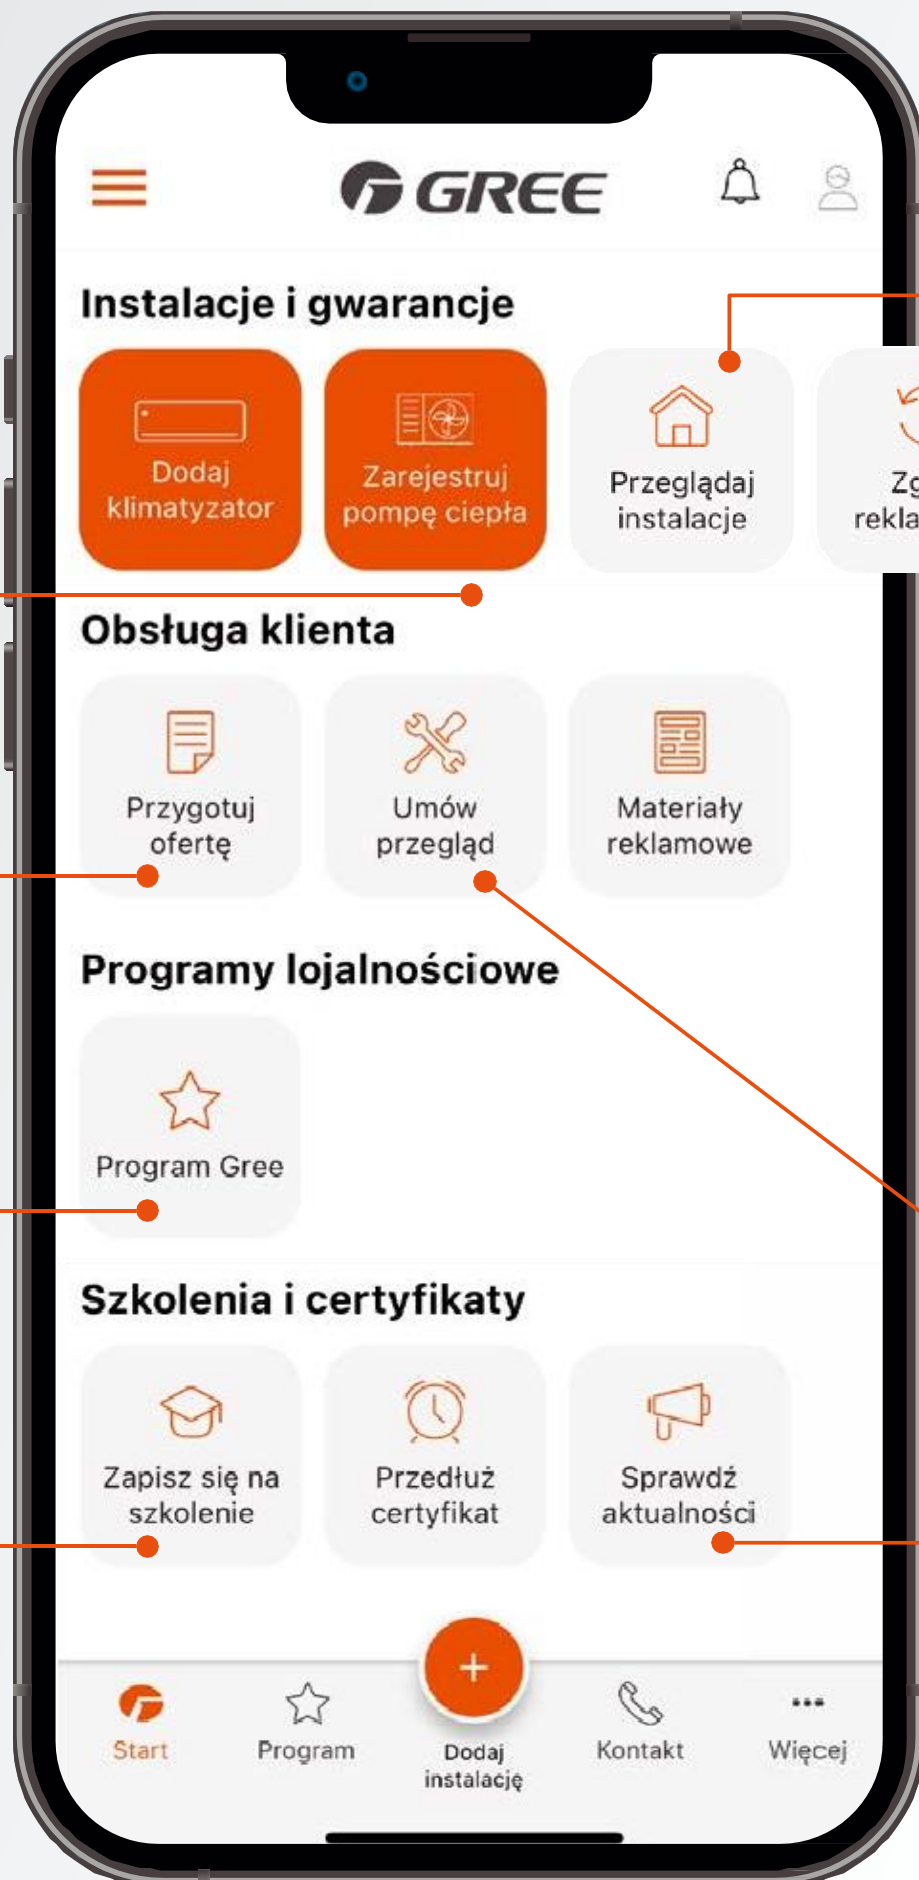 GREE
Instalacje i gwarancje
Dodaj
klimatyzator
Zarejestruj
pompę ciepła
Przeglądaj
instalacje
Obsługa klienta
Przygotuj
ofertę
Umów
przegląd
Materiały
reklamowe
Programy lojalnościowe
Program Gree
Szkolenia i certyfikaty
Zapisz się na
szkolenie
Przedłuż
certyfikat
Sprawdź
aktualności
Start
Program
Dodaj
instalację
Kontakt
Więcej